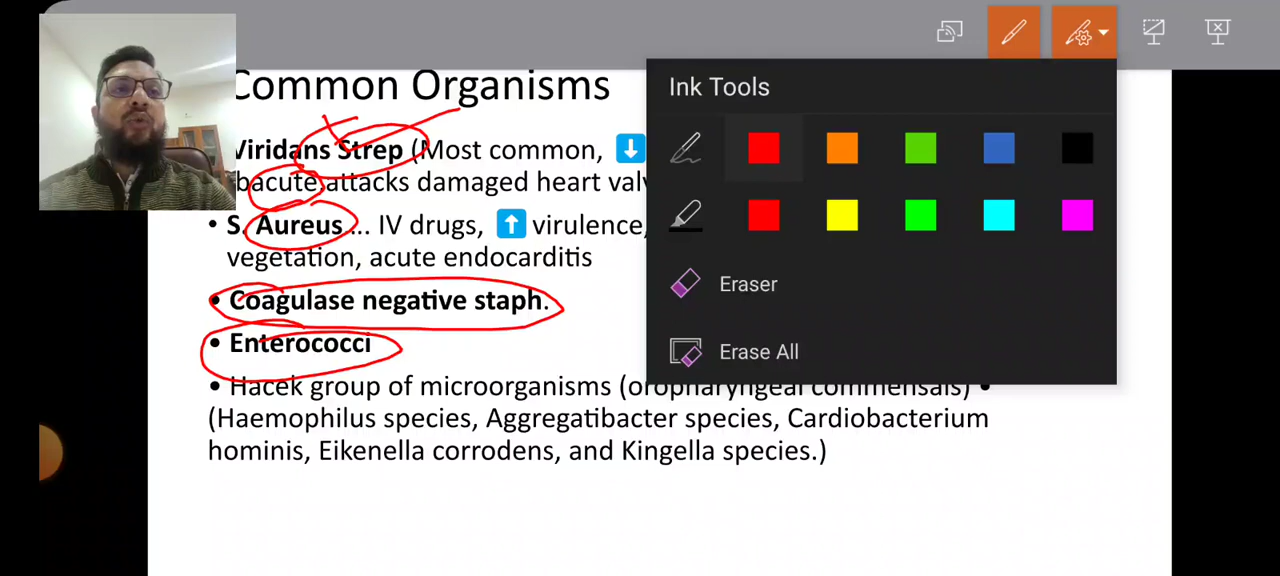 Ink Tools
Common Organisms
Viridans Strep (Most common, ⬇
bacute attacks damaged heart val
• S. Aureus... IV drugs, ⬆ virulence,
vegetation, acute endocarditis
• Coagulase negative staph.
• Enterococci
• Hacek group of microorganisms (oropharyngeal commensals) •
(Haemophilus species, Aggregatibacter species, Cardiobacterium
hominis, Eikenella corrodens, and Kingella species.)
Eraser
Erase All